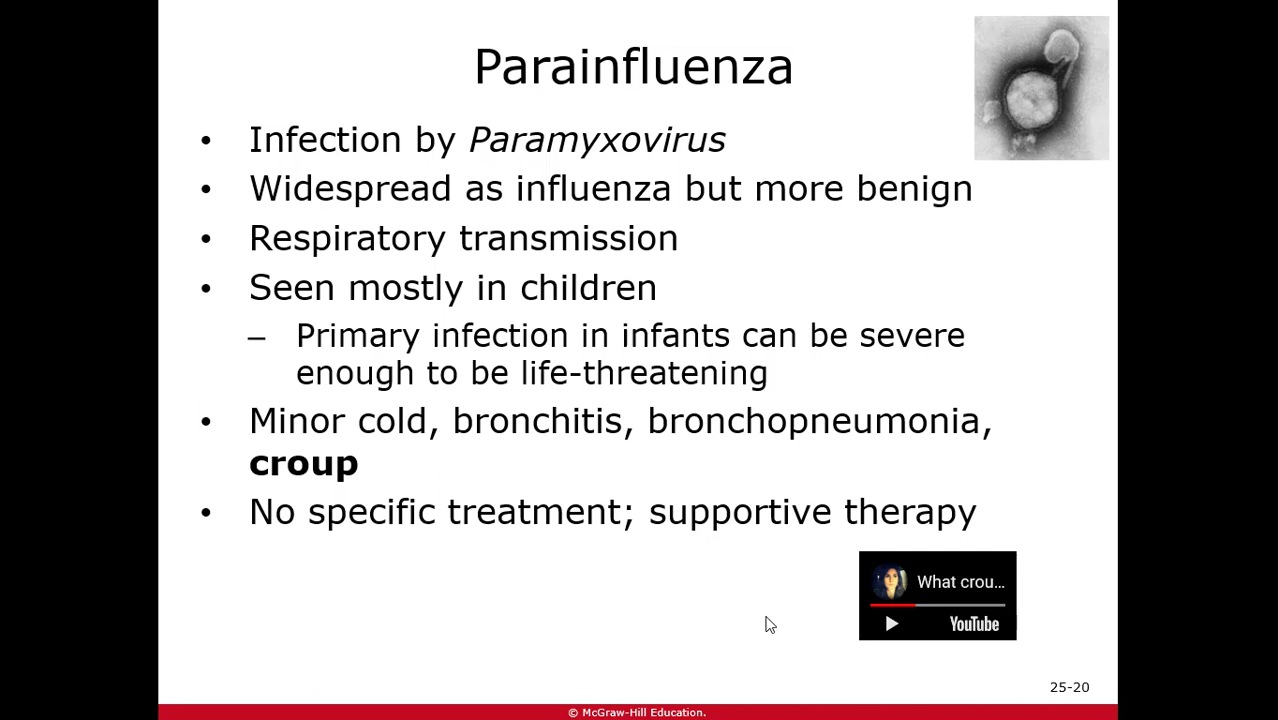 Parainfluenza
• Infection by Paramyxovirus
• Widespread as influenza but more benign
• Respiratory transmission
• Seen mostly in children
– Primary infection in infants can be severe
enough to be life-threatening
• Minor cold, bronchitis, bronchopneumonia,
croup
• No specific treatment; supportive therapy
What crou...
YouTube
25-20
© McGraw-Hill Education.